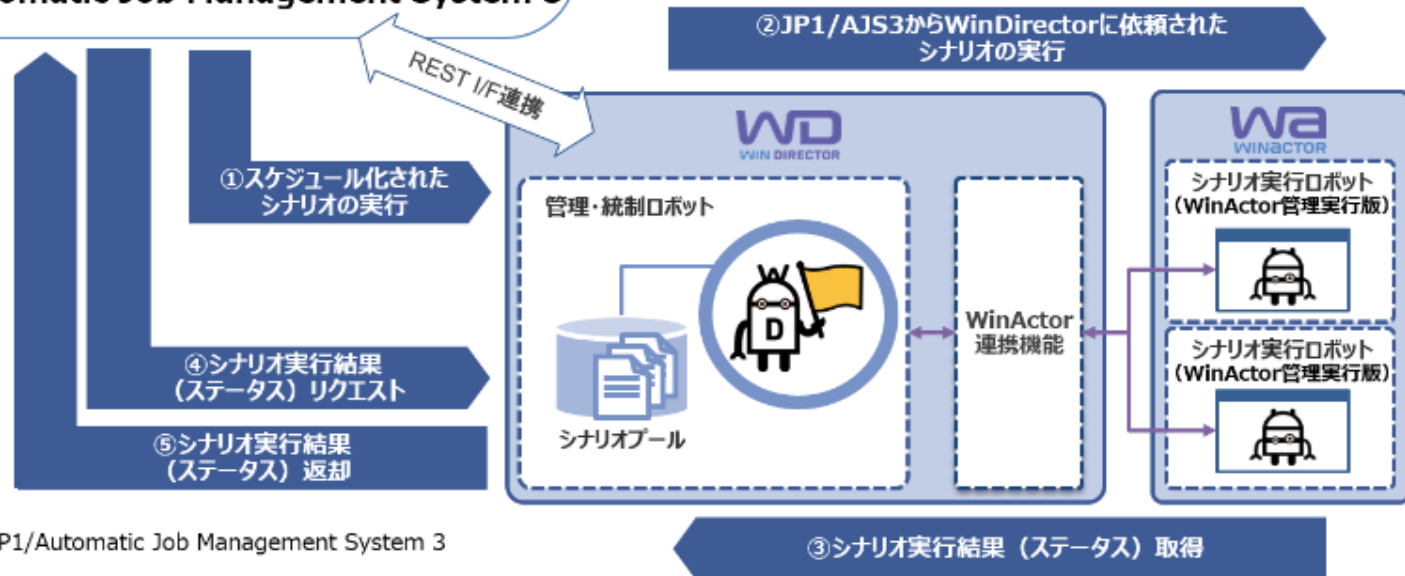 Automatic Job Management System 3
②JP1/AJS3からWinDirectorに依頼された
シナリオの実行
REST I/F連携
WD
WIN DIRECTOR
wa
WINacTOR
①スケジュール化された
シナリオの実行
管理・統制ロボット
シナリオ実行ロボット
（WinActor管理実行版）
D
WinActor
連携機能
シナリオ実行ロボット
（WinActor管理実行版）
④シナリオ実行結果
（ステータス）リクエスト
シナリオプール
⑤シナリオ実行結果
（ステータス）返却
P1/Automatic Job Management System 3
③シナリオ実行結果（ステータス）取得